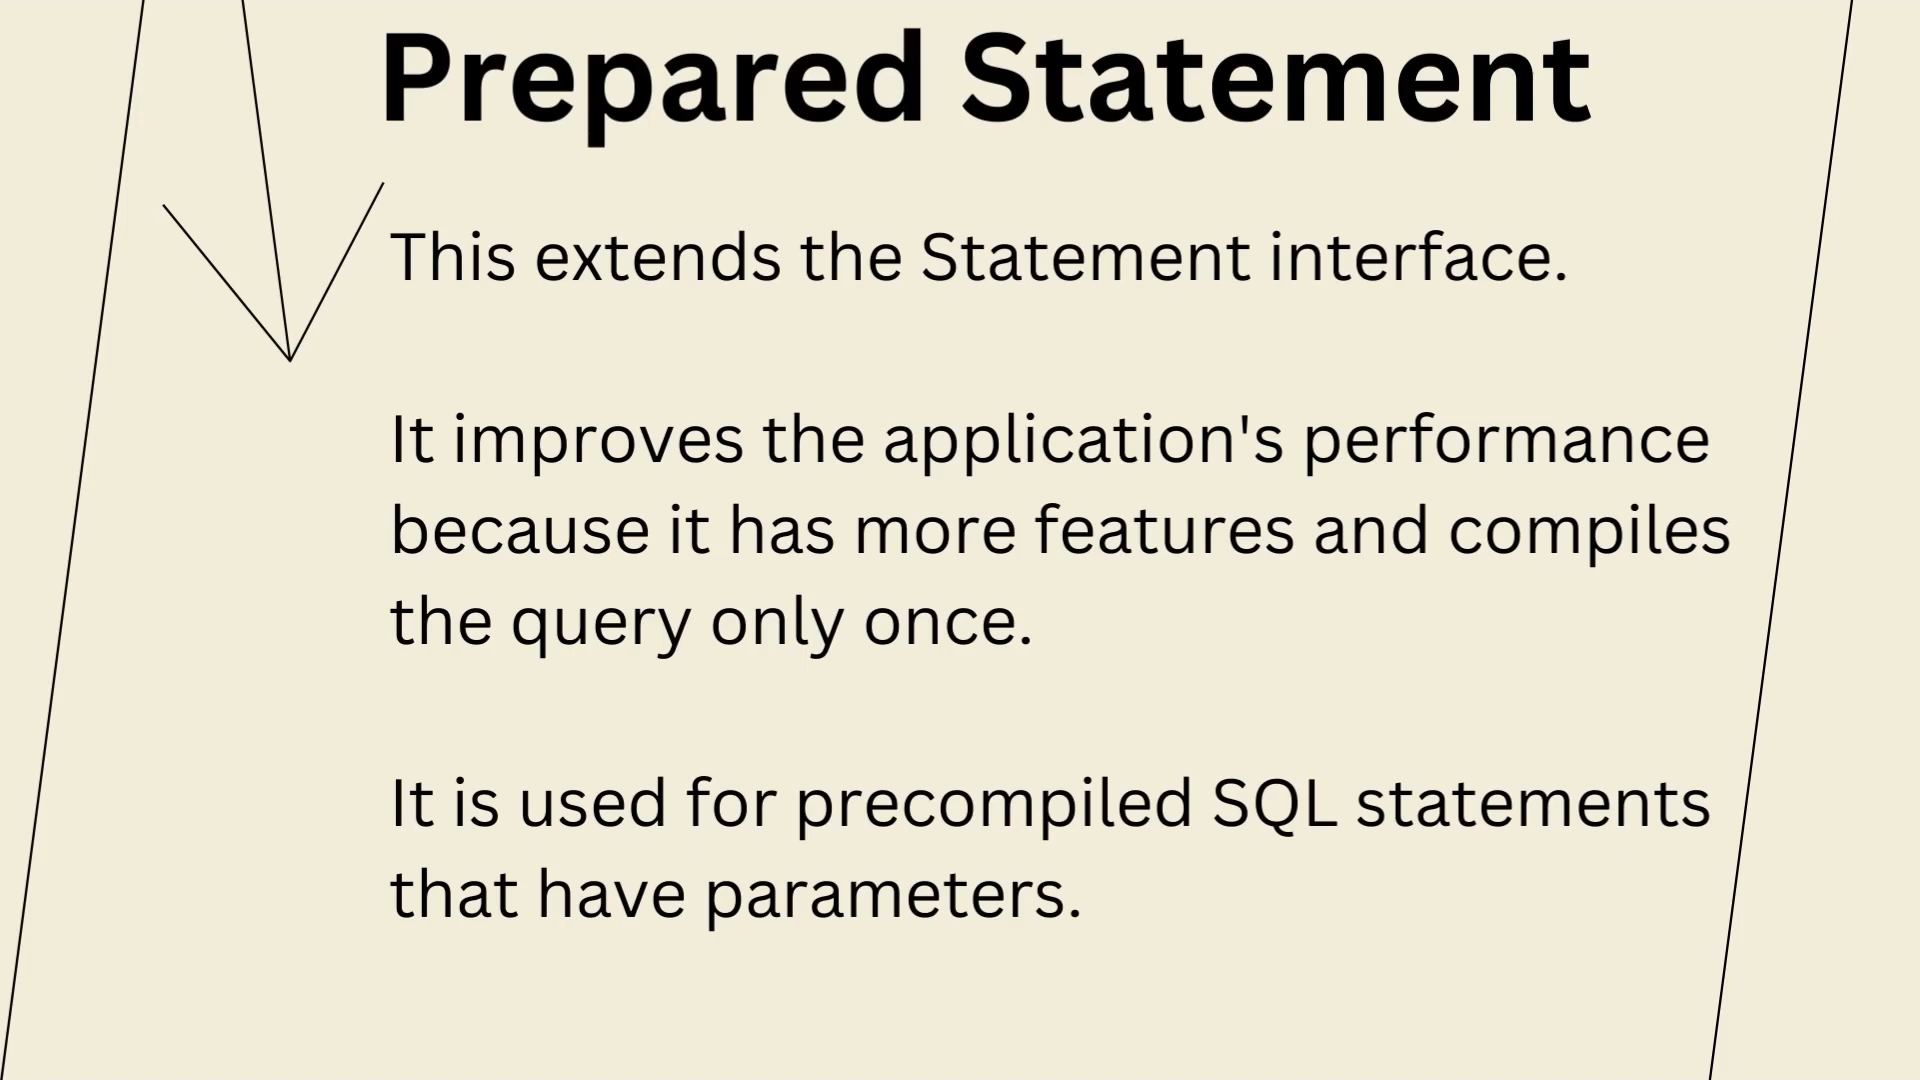 Prepared Statement
This extends the Statement interface.
It improves the application's performance
because it has more features and compiles
the query only once.
It is used for precompiled SQL statements
that have parameters.